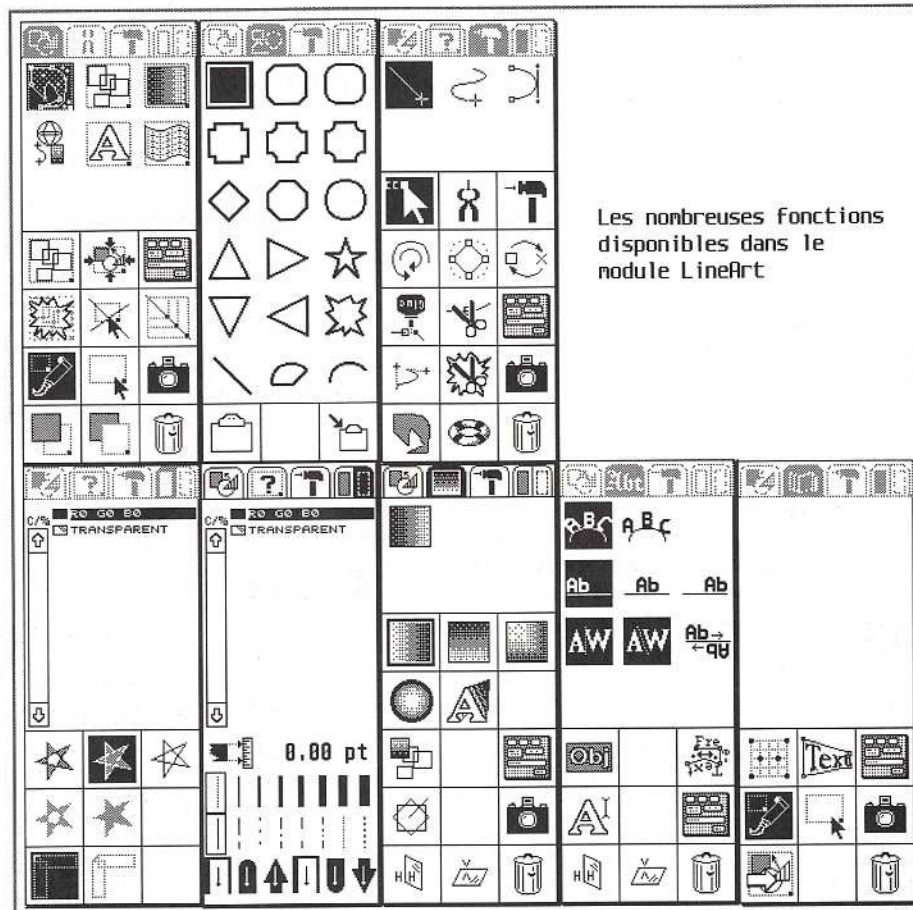 Les nombreuses fonctions
disponibles dans le
module LineArt
A
?
?
?
Abc
C/%
R0 G0 B0
TRANSPARENT
C/%
R0 G0 B0
TRANSPARENT
0.00 pt
A
ABC
ABC
Ab
Ab
Ab
AW
AW
Ab→
Obj
Text
A
H H
H H